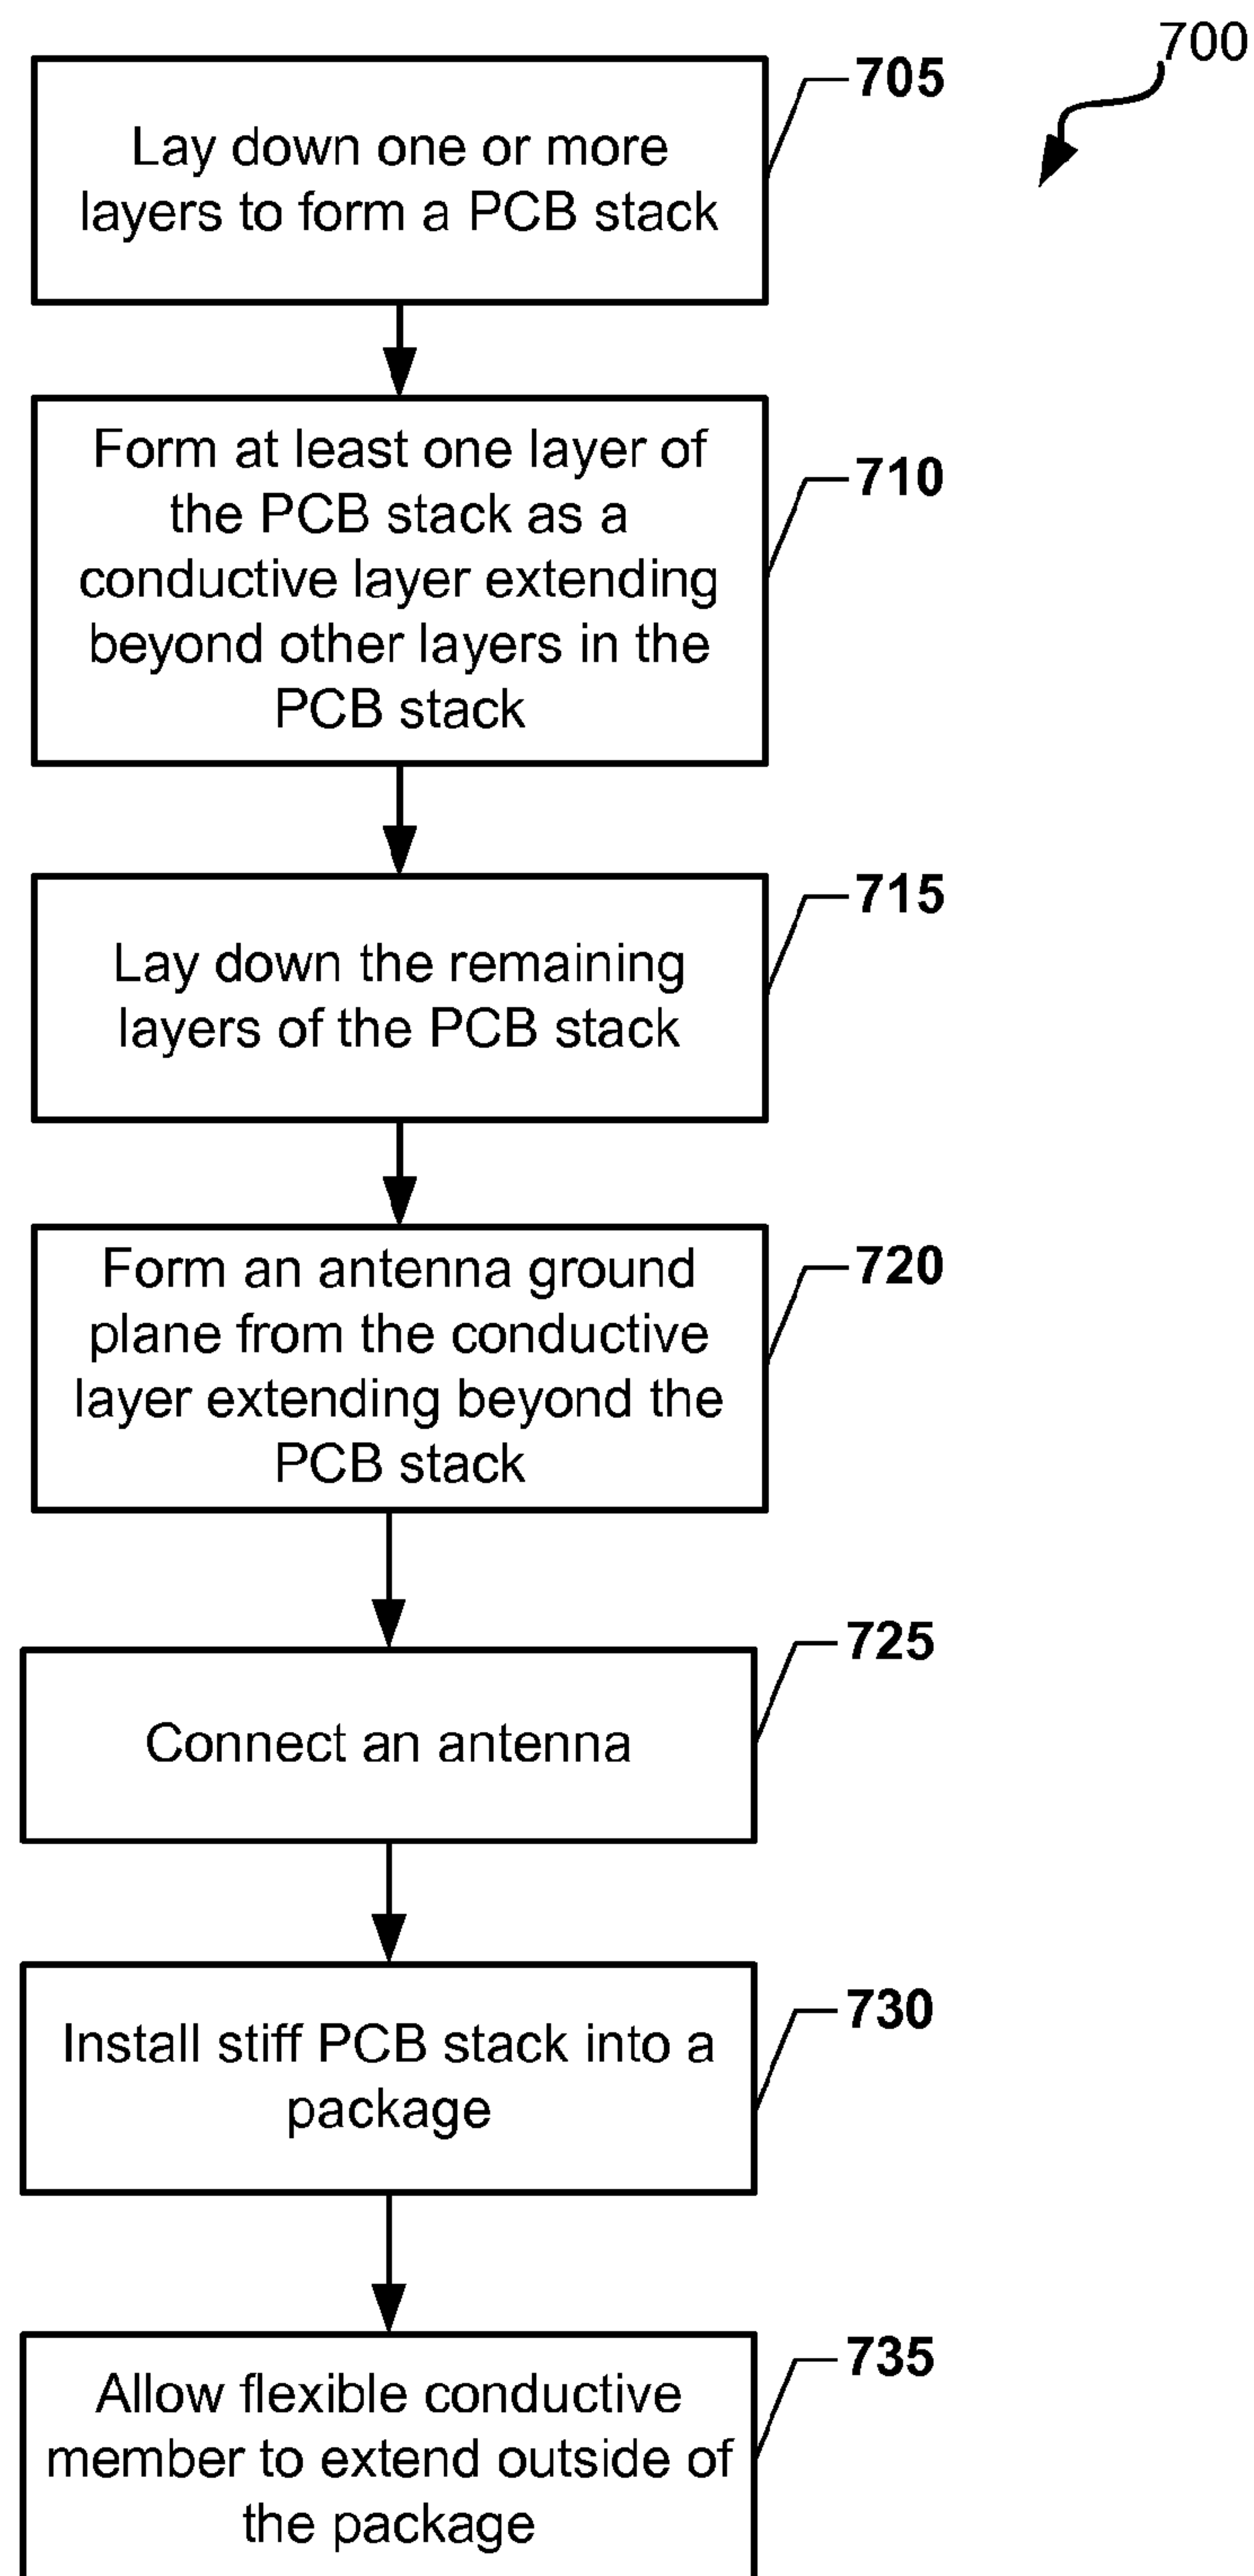 700
705
Lay down one or more
layers to form a PCB stack
710
Form at least one layer of
the PCB stack as a
conductive layer extending
beyond other layers in the
PCB stack
715
Lay down the remaining
layers of the PCB stack
720
Form an antenna ground
plane from the conductive
layer extending beyond the
PCB stack
725
Connect an antenna
730
Install stiff PCB stack into a
package
735
Allow flexible conductive
member to extend outside of
the package